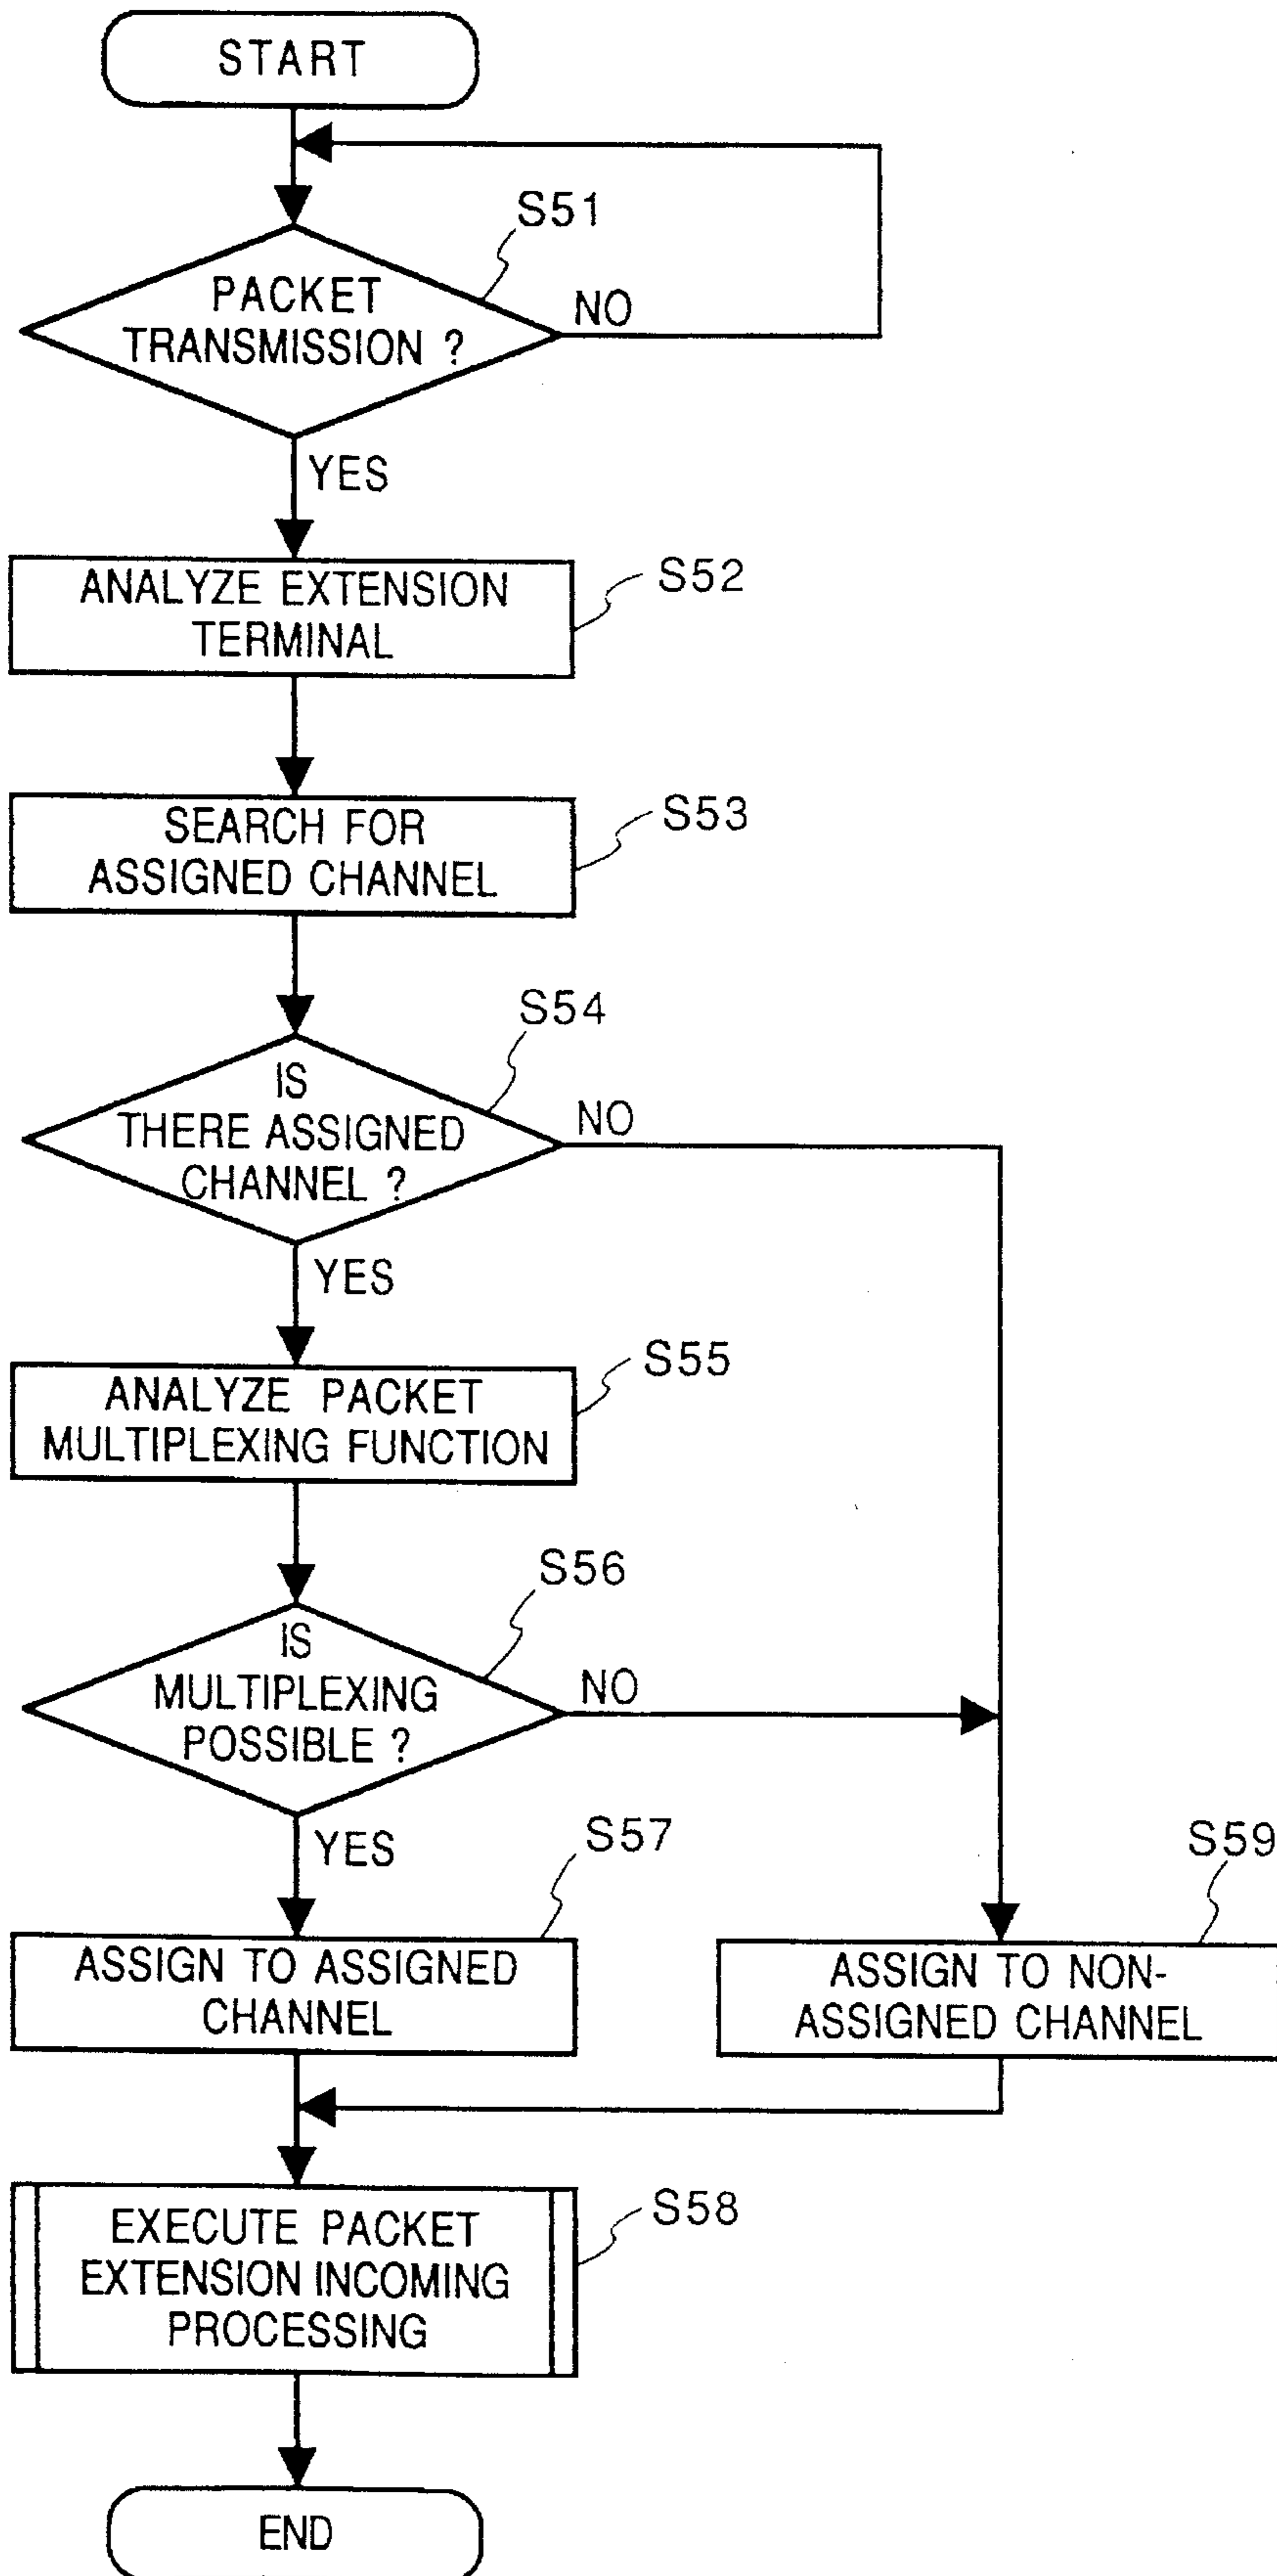 START
S51
PACKET
TRANSMISSION ?
NO
YES
ANALYZE EXTENSION
TERMINAL
S52
SEARCH FOR
ASSIGNED CHANNEL
S53
S54
IS
THERE ASSIGNED
CHANNEL ?
NO
YES
ANALYZE PACKET
MULTIPLEXING FUNCTION
S55
S56
IS
MULTIPLEXING
POSSIBLE ?
NO
YES
S57
ASSIGN TO ASSIGNED
CHANNEL
S59
ASSIGN TO NON-
ASSIGNED CHANNEL
EXECUTE PACKET
EXTENSION INCOMING
PROCESSING
S58
END